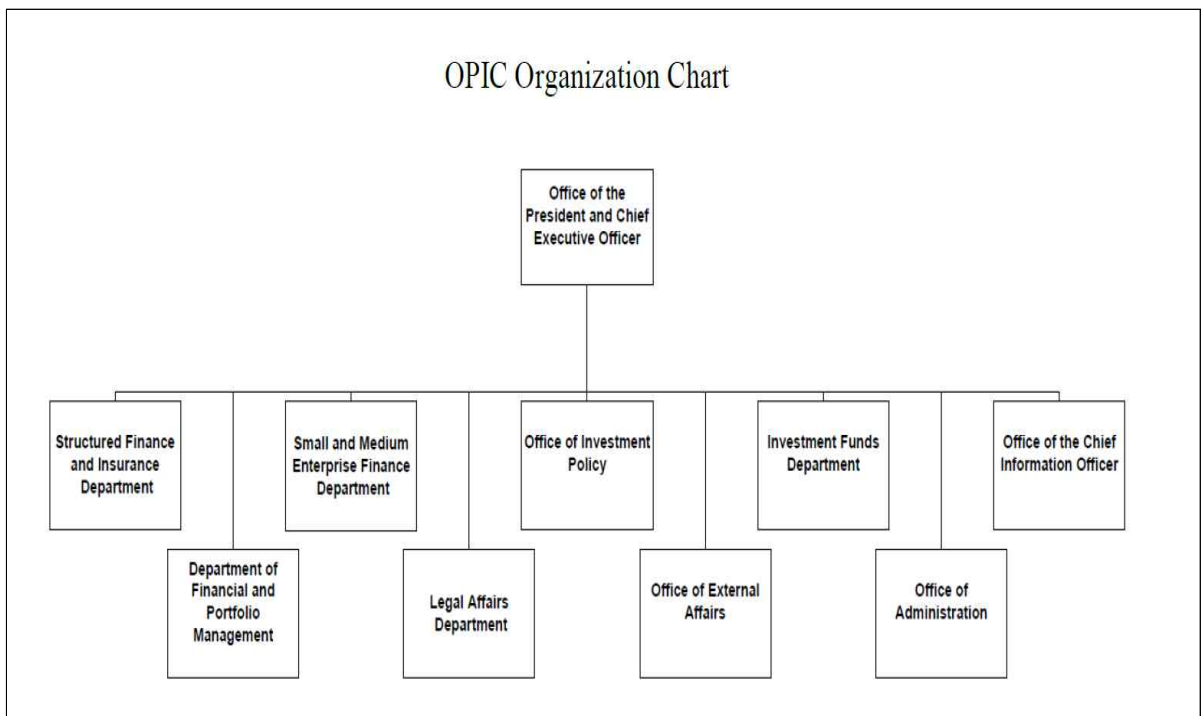 OPIC Organization Chart
Office of the
President and Chief
Executive Officer
Structured Finance
and Insurance
Department
Small and Medium
Enterprise Finance
Department
Office of Investment
Policy
Investment Funds
Department
Office of the Chief
Information Officer
Department of
Financial and
Portfolio
Management
Legal Affairs
Department
Office of External
Affairs
Office of
Administration